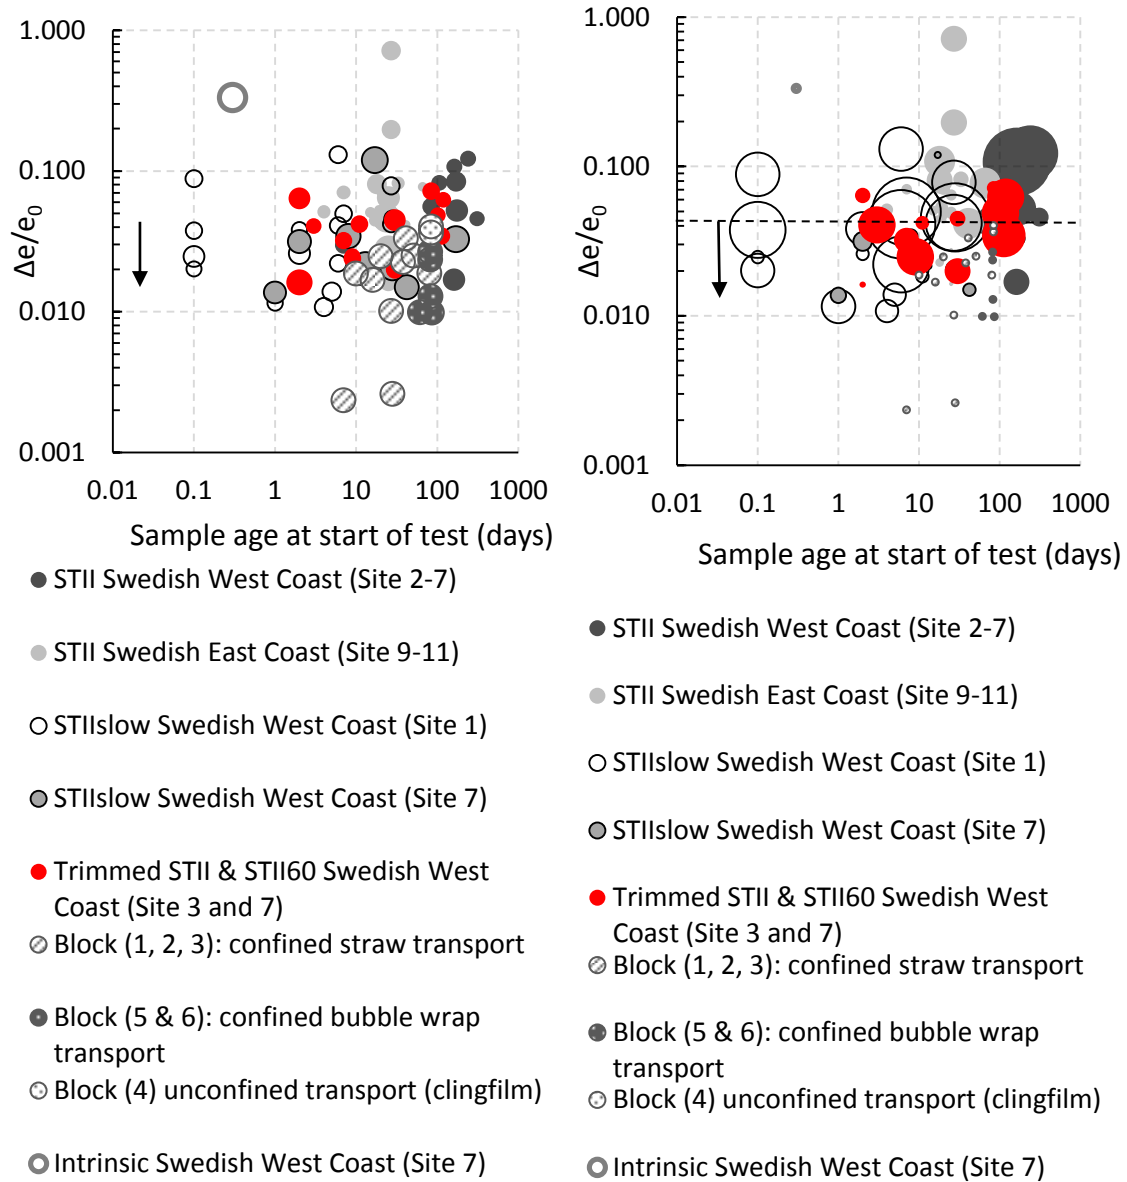 1.000
0.100
0.010
0.001
Δe/e0
0.01 0.1 1 10 100 1000
Sample age at start of test (days)
STII Swedish West Coast (Site 2-7)
STII Swedish East Coast (Site 9-11)
STIIslow Swedish West Coast (Site 1)
STIIslow Swedish West Coast (Site 7)
Trimmed STII & STII60 Swedish West
Coast (Site 3 and 7)
Block (1, 2, 3): confined straw transport
Block (5 & 6): confined bubble wrap
transport
Block (4) unconfined transport (clingfilm)
Intrinsic Swedish West Coast (Site 7)
1.000
0.100
0.010
0.001
Δe/e0
0.01 0.1 1 10 100 1000
Sample age at start of test (days)
STII Swedish West Coast (Site 2-7)
STII Swedish East Coast (Site 9-11)
STIIslow Swedish West Coast (Site 1)
STIIslow Swedish West Coast (Site 7)
Trimmed STII & STII60 Swedish West
Coast (Site 3 and 7)
Block (1, 2, 3): confined straw transport
Block (5 & 6): confined bubble wrap
transport
Block (4) unconfined transport (clingfilm)
Intrinsic Swedish West Coast (Site 7)